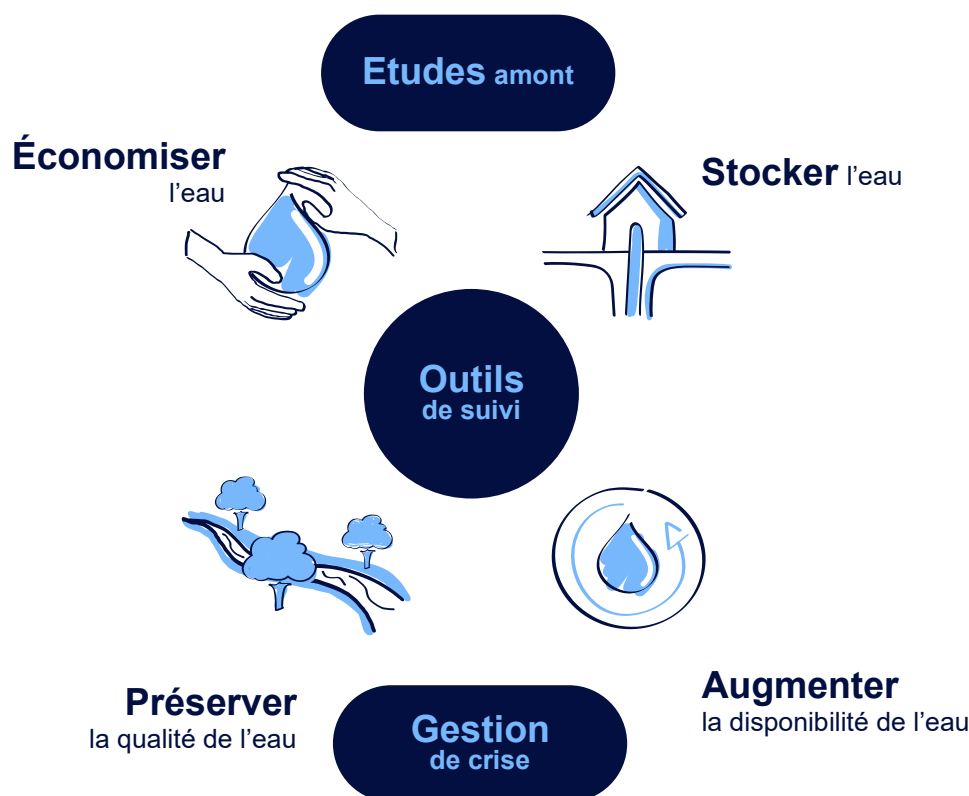 Etudes amont
Économiser
l'eau
Stocker l'eau
Outils
de suivi
Préserver
la qualité de l'eau
Augmenter
la disponibilité de l'eau
Gestion
de crise